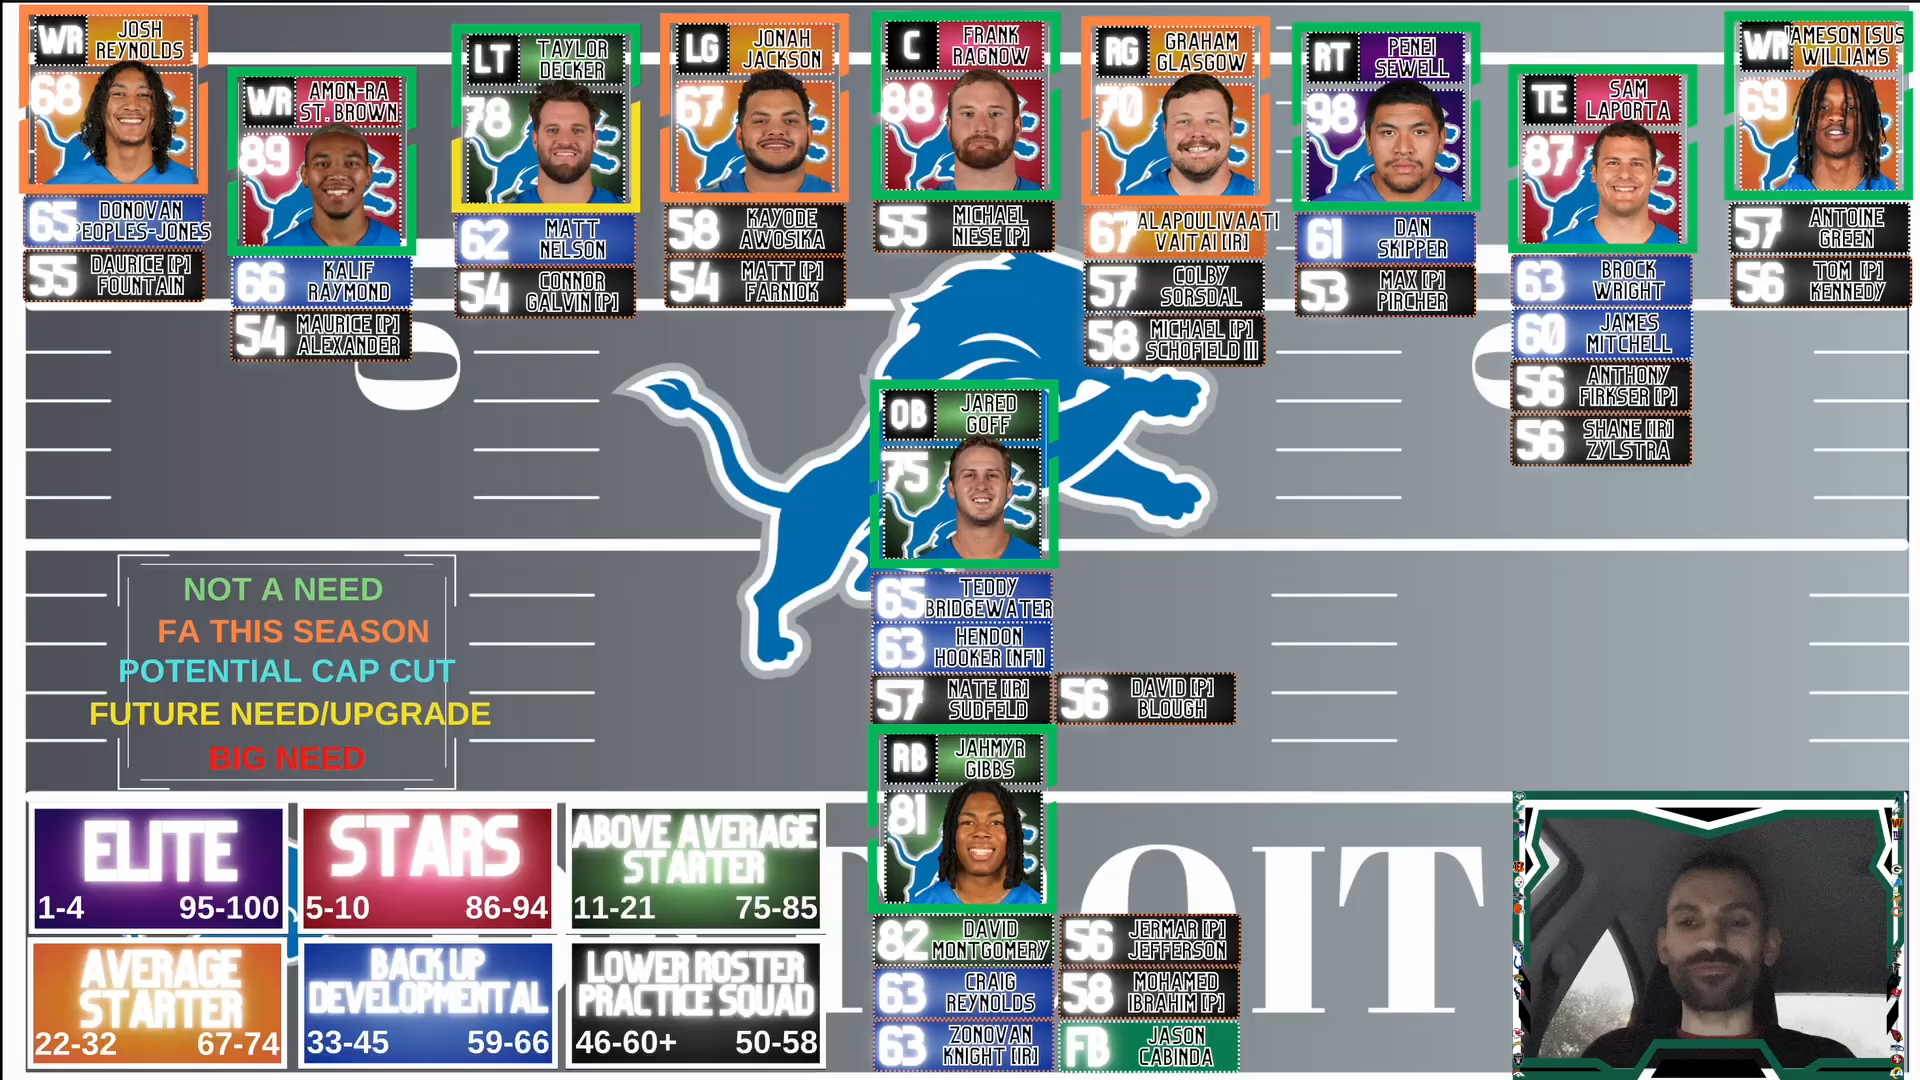 WR
JOSH
REYNOLDS
68
65
DONOVAN
PEOPLES-JONES
55
DAURICE [P]
FOUNTAIN
WR
AMON-RA
ST. BROWN
89
66
KALIF
RAYMOND
54
MAURICE [P]
ALEXANDER
LT
TAYLOR
DECKER
78
62
MATT
NELSON
54
CONNOR
GALVIN [P]
LG
JONAH
JACKSON
67
58
KAYODE
AWOSIKA
54
MATT [P]
FARNIOK
C
FRANK
RAGNOW
88
55
MICHAEL
NIESE [P]
RG
GRAHAM
GLASGOW
70
67
ALAPOULIVAATI
VAITAI [IR]
57
COLBY
SORSDAL
58
MICHAEL [P]
SCHOFIELD III
RT
PENEI
SEWELL
98
61
DAN
SKIPPER
53
MAX [P]
PIRCHER
TE
SAM
LAPORTA
87
63
BROCK
WRIGHT
60
JAMES
MITCHELL
56
ANTHONY
FIRKSER [P]
56
SHANE [IR]
ZYLSTRA
WR
JAMESON [SUS
WILLIAMS
69
57
ANTOINE
GREEN
56
TOM [P]
KENNEDY
QB
JARED
GOFF
75
65
TEDDY
BRIDGEWATER
63
HENDON
HOOKER [NFI]
57
NATE [IR]
SUDFELD
56
DAVID [P]
BLOUGH
RB
JAHMYR
GIBBS
81
82
DAVID
MONTGOMERY
63
CRAIG
REYNOLDS
63
ZONOVAN
KNIGHT [IR]
56
JERMAR [P]
JEFFERSON
58
MOHAMED
IBRAHIM [P]
FB
JASON
CABINDA
NOT A NEED
FA THIS SEASON
POTENTIAL CAP CUT
FUTURE NEED/UPGRADE
BIG NEED
ELITE
1-4 95-100
STARS
5-10 86-94
ABOVE AVERAGE
STARTER
11-21 75-85
AVERAGE
STARTER
22-32 67-74
BACK UP
DEVELOPMENTAL
33-45 59-66
LOWER ROSTER
PRACTICE SQUAD
46-60+ 50-58
OIT